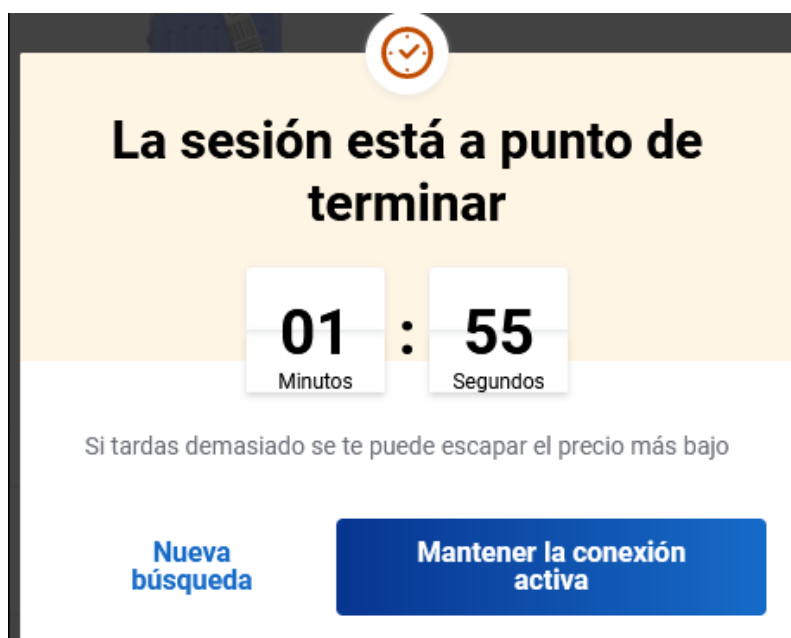 La sesión está a punto de
terminar
01 : 55
Minutos Segundos
Si tardas demasiado se te puede escapar el precio más bajo
Nueva
búsqueda
Mantener la conexión
activa